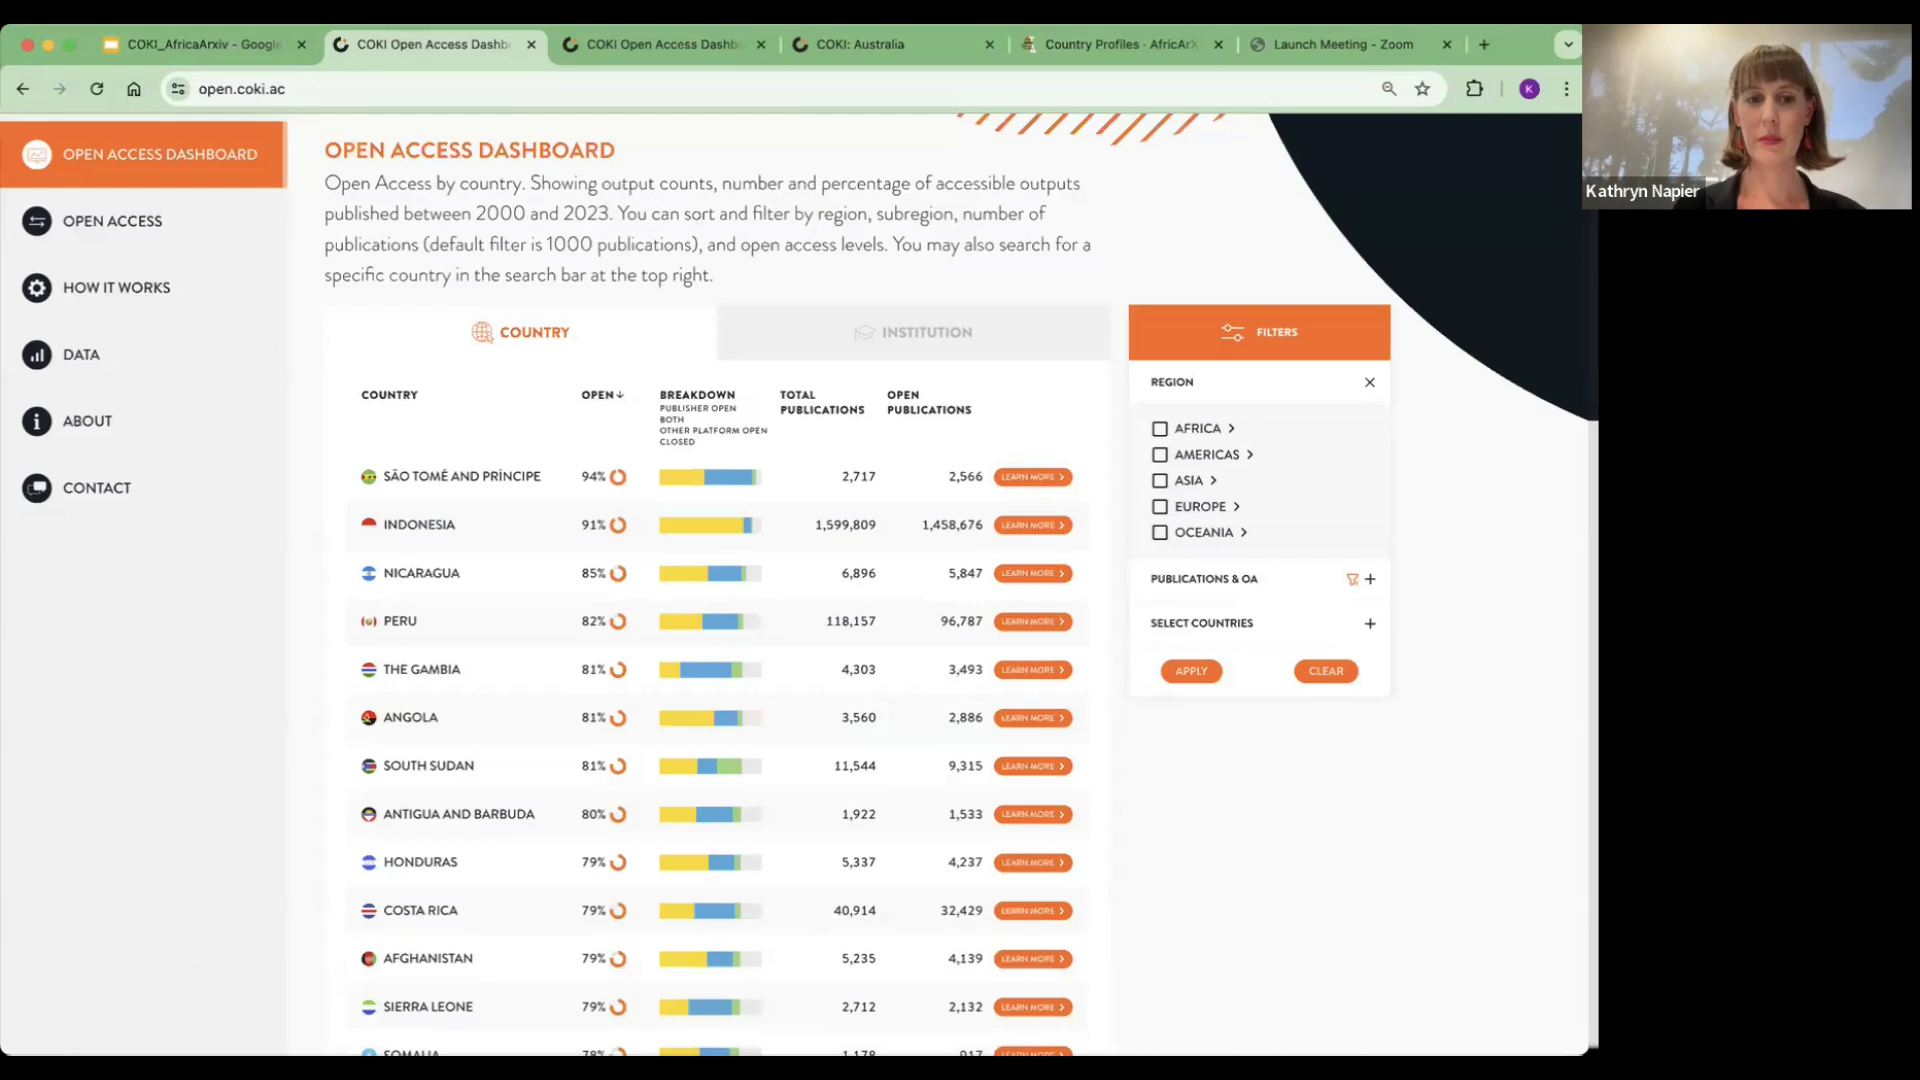 COKI_AfricaArxiv - Google
COKI Open Access Dashb
COKI Open Access Dashb
COKI: Australia
Country Profiles - AfricArX
Launch Meeting - Zoom
open.coki.ac
K
Kathryn Napier
OPEN ACCESS DASHBOARD
OPEN ACCESS
HOW IT WORKS
DATA
ABOUT
CONTACT
OPEN ACCESS DASHBOARD
Open Access by country. Showing output counts, number and percentage of accessible outputs
published between 2000 and 2023. You can sort and filter by region, subregion, number of
publications (default filter is 1000 publications), and open access levels. You may also search for a
specific country in the search bar at the top right.
COUNTRY
INSTITUTION
COUNTRY OPEN BREAKDOWN TOTAL PUBLICATIONS OPEN PUBLICATIONS
PUBLISHER OPEN
BOTH
OTHER PLATFORM OPEN
CLOSED
SÃO TOMÉ AND PRÍNCIPE 94% 2,717 2,566 LEARN MORE
INDONESIA 91% 1,599,809 1,458,676 LEARN MORE
NICARAGUA 85% 6,896 5,847 LEARN MORE
PERU 82% 118,157 96,787 LEARN MORE
THE GAMBIA 81% 4,303 3,493 LEARN MORE
ANGOLA 81% 3,560 2,886 LEARN MORE
SOUTH SUDAN 81% 11,544 9,315 LEARN MORE
ANTIGUA AND BARBUDA 80% 1,922 1,533 LEARN MORE
HONDURAS 79% 5,337 4,237 LEARN MORE
COSTA RICA 79% 40,914 32,429 LEARN MORE
AFGHANISTAN 79% 5,235 4,139 LEARN MORE
SIERRA LEONE 79% 2,712 2,132 LEARN MORE
SOMALIA 78% 1,178 917 LEARN MORE
FILTERS
REGION
AFRICA
AMERICAS
ASIA
EUROPE
OCEANIA
PUBLICATIONS & OA
SELECT COUNTRIES
APPLY
CLEAR